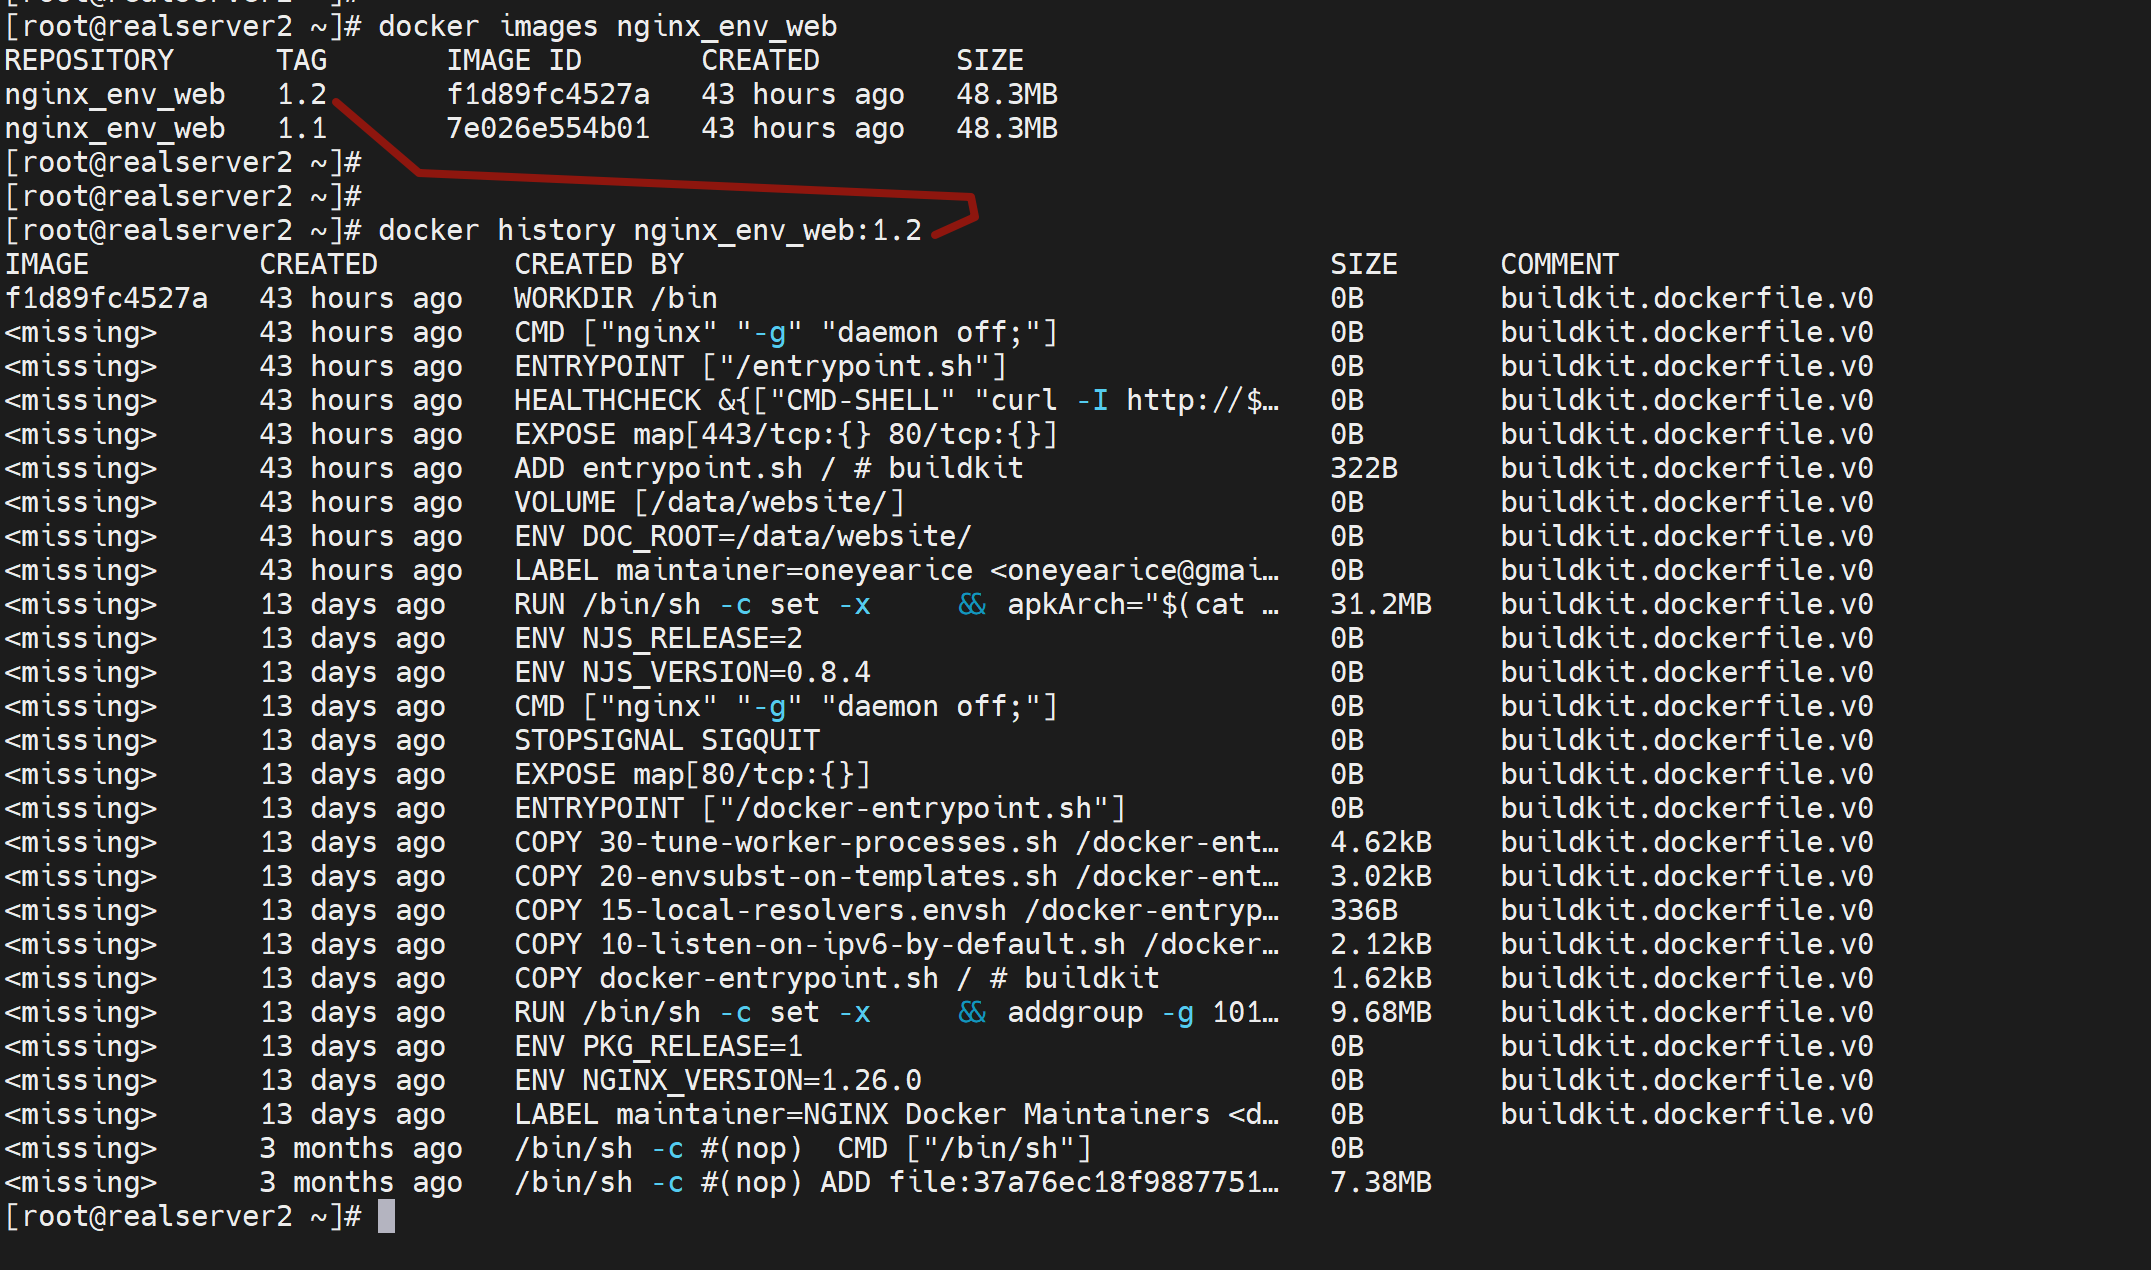 [root@realserver2 ~]# docker images nginx_env_web
REPOSITORY      TAG       IMAGE ID       CREATED        SIZE
nginx_env_web   1.2       f1d89fc4527a   43 hours ago   48.3MB
nginx_env_web   1.1       7e026e554b01   43 hours ago   48.3MB
[root@realserver2 ~]#
[root@realserver2 ~]#
[root@realserver2 ~]# docker history nginx_env_web:1.2
IMAGE          CREATED        CREATED BY                                      SIZE      COMMENT
f1d89fc4527a   43 hours ago   WORKDIR /bin                                    0B        buildkit.dockerfile.v0
<missing>      43 hours ago   CMD ["nginx" "-g" "daemon off;"]                0B        buildkit.dockerfile.v0
<missing>      43 hours ago   ENTRYPOINT ["/entrypoint.sh"]                   0B        buildkit.dockerfile.v0
<missing>      43 hours ago   HEALTHCHECK &{["CMD-SHELL" "curl -I http://$…   0B        buildkit.dockerfile.v0
<missing>      43 hours ago   EXPOSE map[443/tcp:{} 80/tcp:{}]                0B        buildkit.dockerfile.v0
<missing>      43 hours ago   ADD entrypoint.sh / # buildkit                  322B      buildkit.dockerfile.v0
<missing>      43 hours ago   VOLUME [/data/website/]                         0B        buildkit.dockerfile.v0
<missing>      43 hours ago   ENV DOC_ROOT=/data/website/                     0B        buildkit.dockerfile.v0
<missing>      43 hours ago   LABEL maintainer=oneyearice <oneyearice@gmai…   0B        buildkit.dockerfile.v0
<missing>      13 days ago    RUN /bin/sh -c set -x     && apkArch="$(cat …   31.2MB    buildkit.dockerfile.v0
<missing>      13 days ago    ENV NJS_RELEASE=2                               0B        buildkit.dockerfile.v0
<missing>      13 days ago    ENV NJS_VERSION=0.8.4                           0B        buildkit.dockerfile.v0
<missing>      13 days ago    CMD ["nginx" "-g" "daemon off;"]                0B        buildkit.dockerfile.v0
<missing>      13 days ago    STOPSIGNAL SIGQUIT                              0B        buildkit.dockerfile.v0
<missing>      13 days ago    EXPOSE map[80/tcp:{}]                           0B        buildkit.dockerfile.v0
<missing>      13 days ago    ENTRYPOINT ["/docker-entrypoint.sh"]            0B        buildkit.dockerfile.v0
<missing>      13 days ago    COPY 30-tune-worker-processes.sh /docker-ent…   4.62kB    buildkit.dockerfile.v0
<missing>      13 days ago    COPY 20-envsubst-on-templates.sh /docker-ent…   3.02kB    buildkit.dockerfile.v0
<missing>      13 days ago    COPY 15-local-resolvers.envsh /docker-entryp…   336B      buildkit.dockerfile.v0
<missing>      13 days ago    COPY 10-listen-on-ipv6-by-default.sh /docker…   2.12kB    buildkit.dockerfile.v0
<missing>      13 days ago    COPY docker-entrypoint.sh / # buildkit          1.62kB    buildkit.dockerfile.v0
<missing>      13 days ago    RUN /bin/sh -c set -x     && addgroup -g 101…   9.68MB    buildkit.dockerfile.v0
<missing>      13 days ago    ENV PKG_RELEASE=1                               0B        buildkit.dockerfile.v0
<missing>      13 days ago    ENV NGINX_VERSION=1.26.0                        0B        buildkit.dockerfile.v0
<missing>      13 days ago    LABEL maintainer=NGINX Docker Maintainers <d…   0B        buildkit.dockerfile.v0
<missing>      3 months ago   /bin/sh -c #(nop)  CMD ["/bin/sh"]              0B
<missing>      3 months ago   /bin/sh -c #(nop) ADD file:37a76ec18f9887751…   7.38MB
[root@realserver2 ~]#